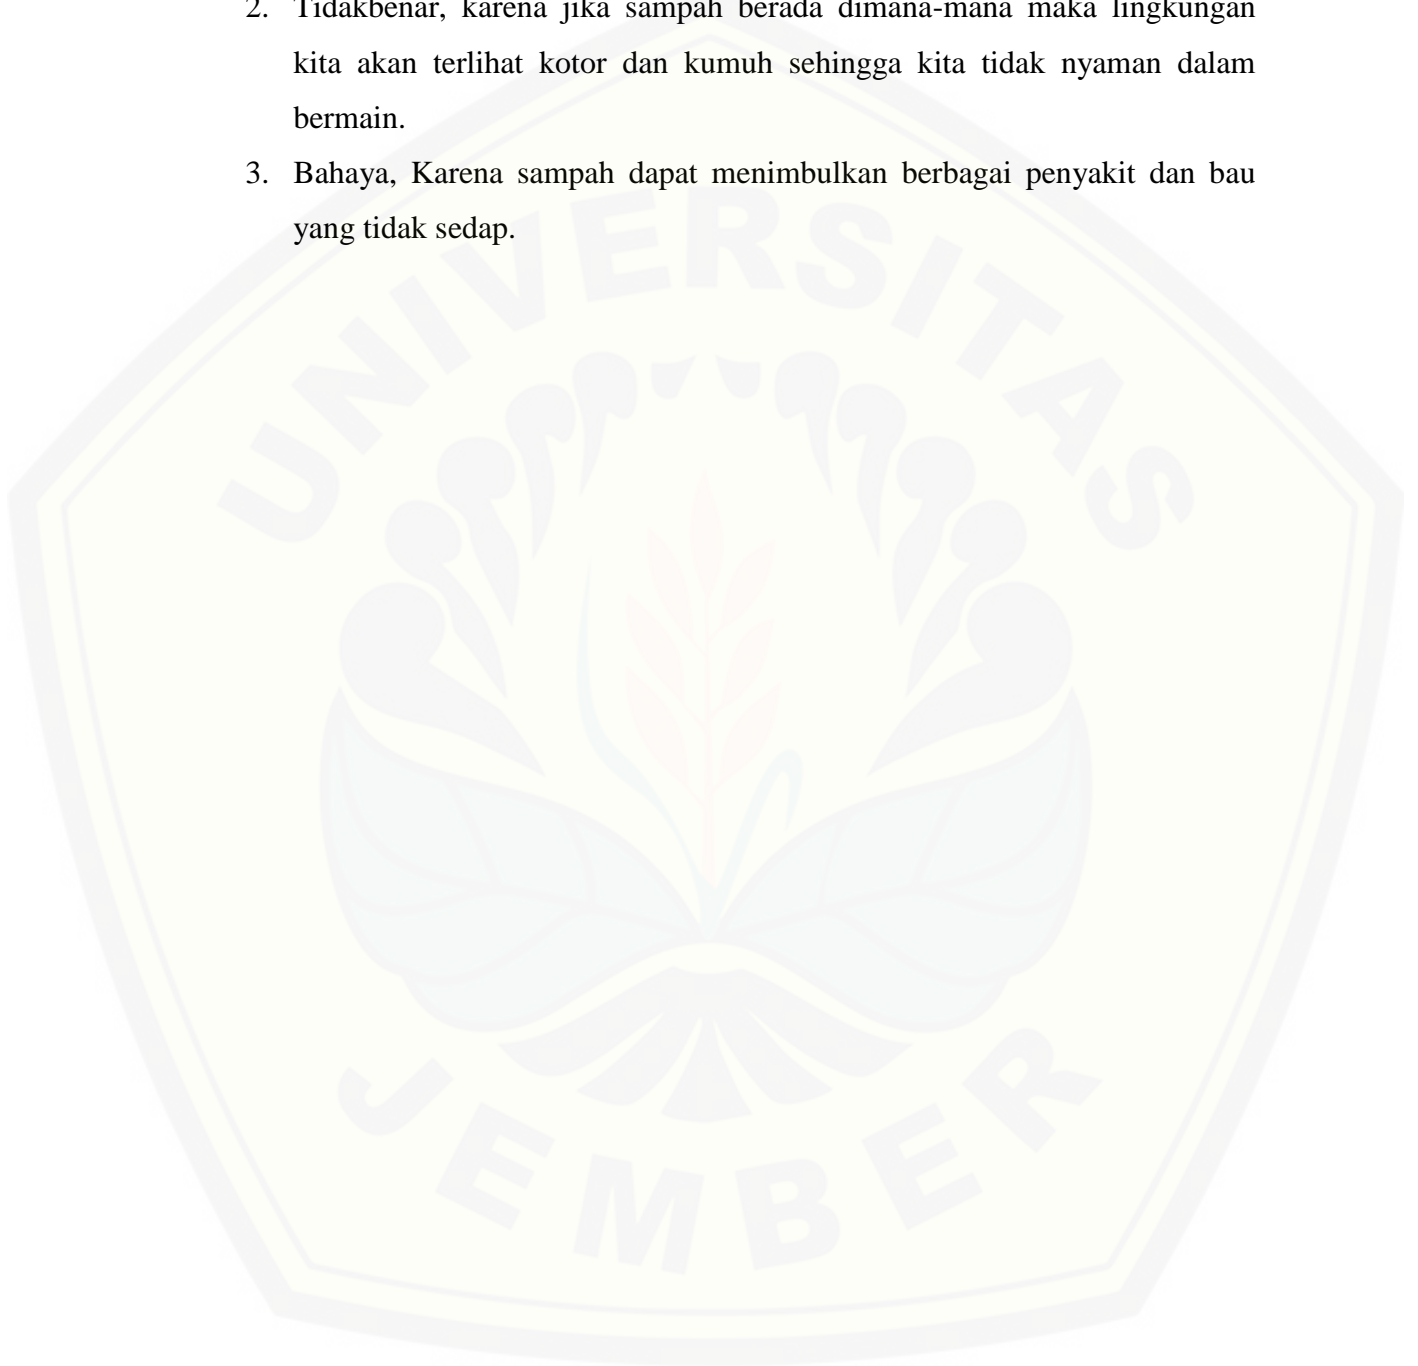 2. Tidakbenar, karena jika sampah berada dimana-mana maka lingkungan
kita akan terlihat kotor dan kumuh sehingga kita tidak nyaman dalam
bermain.
3. Bahaya, Karena sampah dapat menimbulkan berbagai penyakit dan bau
yang tidak sedap.
UNIVERSITAS
JEMBER